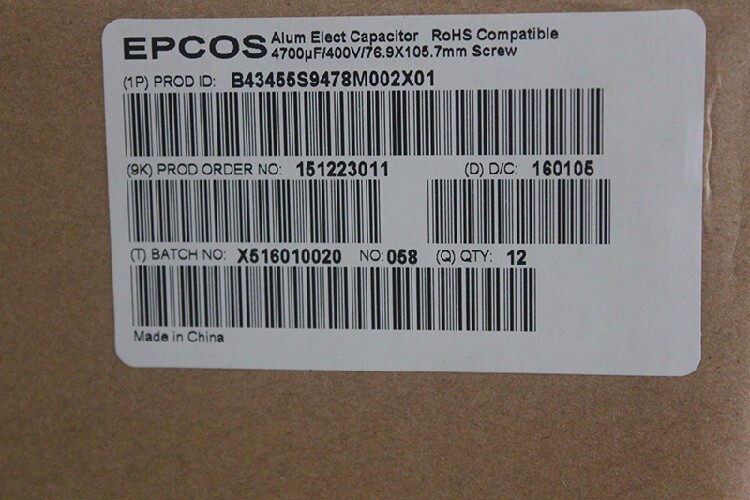 EPCOS Alum Elect Capacitor RoHS Compatible
4700µF/400V/76.9X105.7mm Screw
(1P) PROD ID: B43455S9478M002X01
(9K) PROD ORDER NO: 151223011 (D) D/C: 160105
(T) BATCH NO: X516010020 NO: 058 (Q) QTY: 12
Made in China